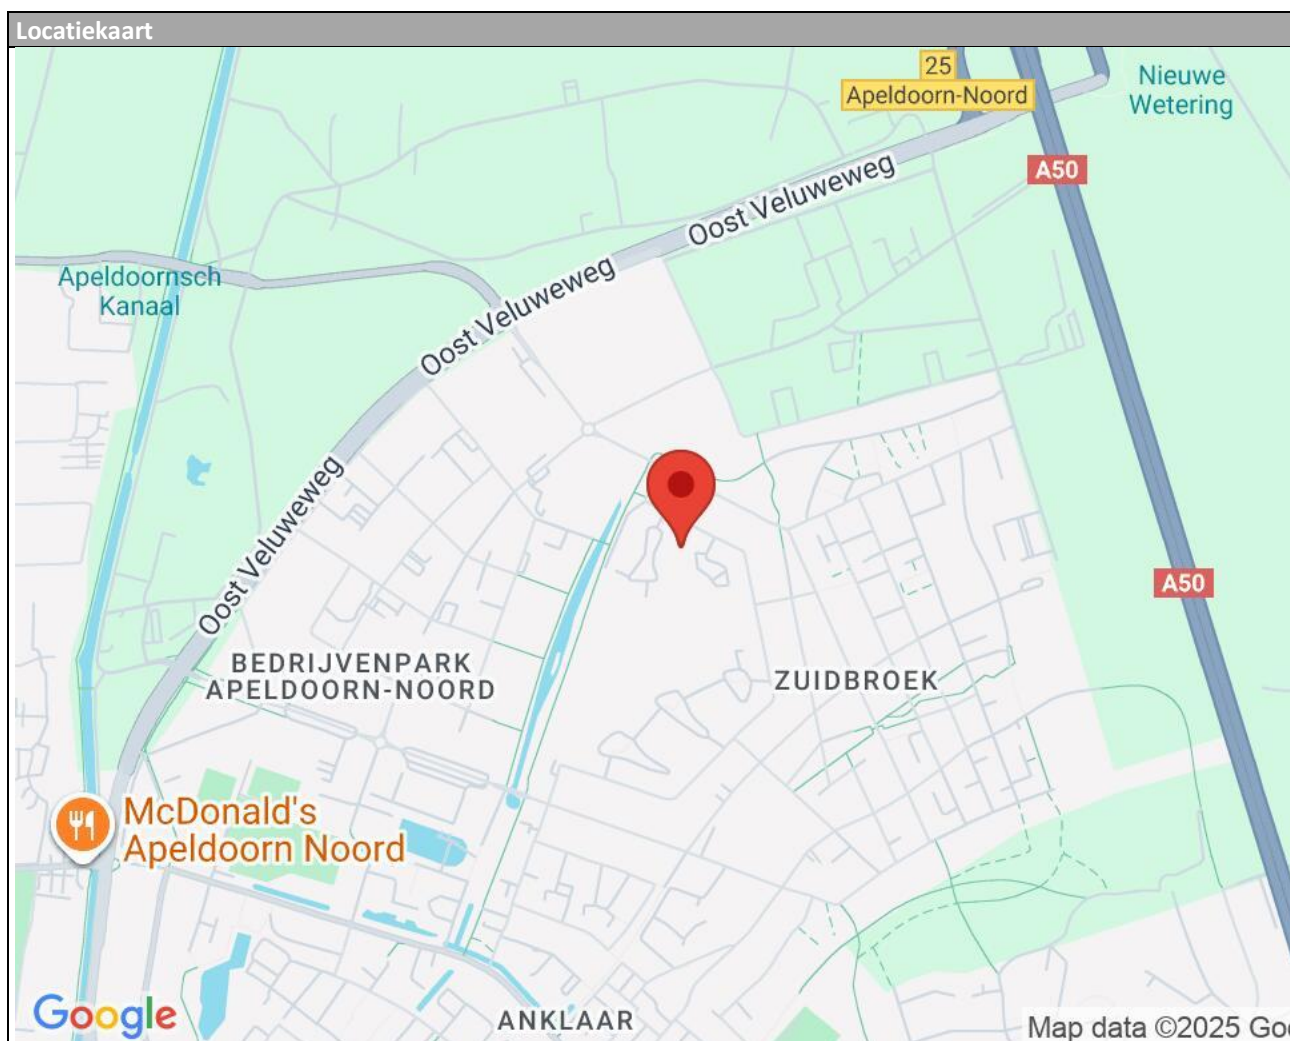 Locatiekaart
25
Apeldoorn-Noord
Nieuwe
Wetering
A50
Oost Veluweweg
Apeldoornsch
Kanaal
Oost Veluweweg
Oost Veluweweg
A50
BEDRIJVENPARK
APELDOORN-NOORD
ZUIDBROEK
McDonald's
Apeldoorn Noord
Google
ANKLAAR
Map data ©2025 Goo